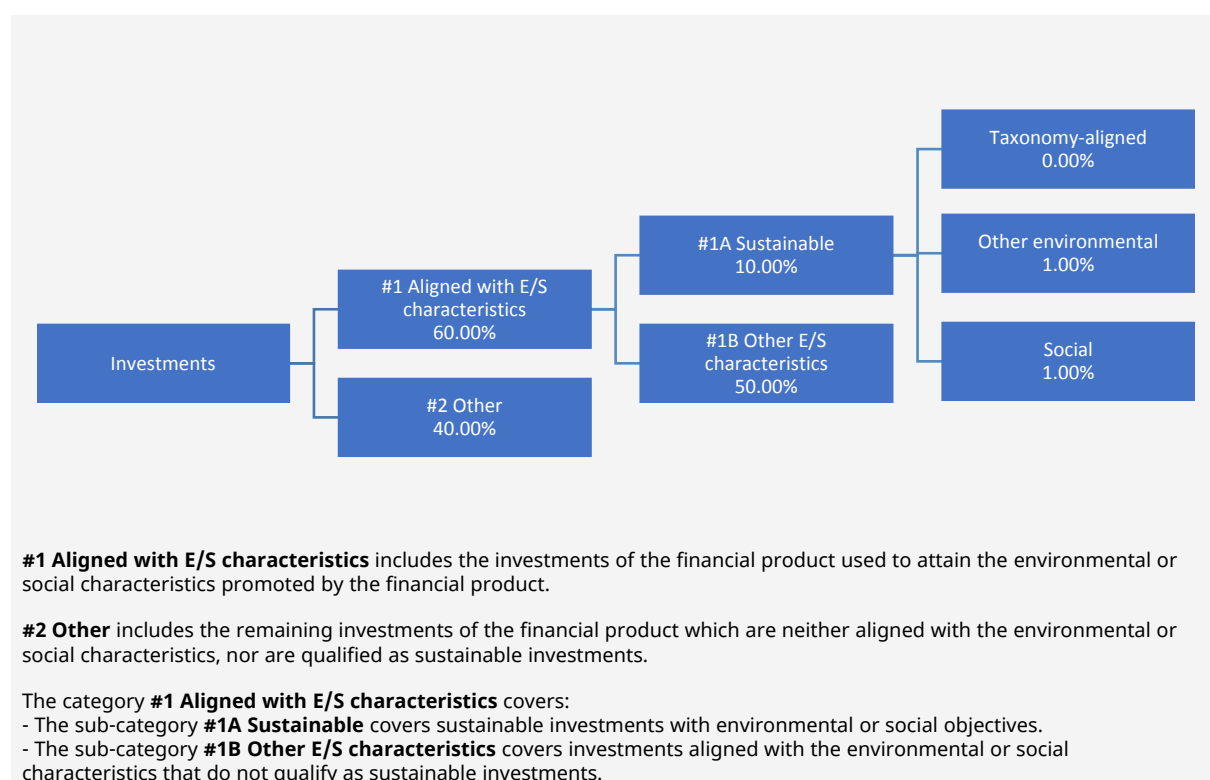 Investments
#1 Aligned with E/S
characteristics
60.00%
#2 Other
40.00%
#1A Sustainable
10.00%
#1B Other E/S
characteristics
50.00%
Taxonomy-aligned
0.00%
Other environmental
1.00%
Social
1.00%
#1 Aligned with E/S characteristics includes the investments of the financial product used to attain the environmental or
social characteristics promoted by the financial product.
#2 Other includes the remaining investments of the financial product which are neither aligned with the environmental or
social characteristics, nor are qualified as sustainable investments.
The category #1 Aligned with E/S characteristics covers:
- The sub-category #1A Sustainable covers sustainable investments with environmental or social objectives.
- The sub-category #1B Other E/S characteristics covers investments aligned with the environmental or social
characteristics that do not qualify as sustainable investments.